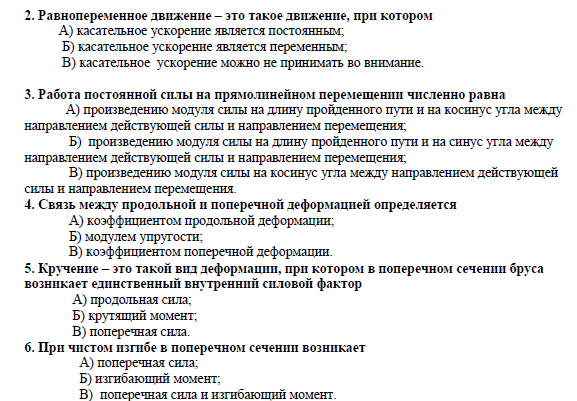 2. Равнопеременное движение – это такое движение, при котором
А) касательное ускорение является постоянным;
Б) касательное ускорение является переменным;
В) касательное ускорение можно не принимать во внимание.
3. Работа постоянной силы на прямолинейном перемещении численно равна
А) произведению модуля силы на длину пройденного пути и на косинус угла между
направлением действующей силы и направлением перемещения;
Б) произведению модуля силы на длину пройденного пути и на синус угла между
направлением действующей силы и направлением перемещения;
В) произведению модуля силы на косинус угла между направлением действующей
силы и направлением перемещения.
4. Связь между продольной и поперечной деформацией определяется
А) коэффициентом продольной деформации;
Б) модулем упругости;
В) коэффициентом поперечной деформации.
5. Кручение – это такой вид деформации, при котором в поперечном сечении бруса
возникает единственный внутренний силовой фактор
А) продольная сила;
Б) крутящий момент;
В) поперечная сила.
6. При чистом изгибе в поперечном сечении возникает
А) поперечная сила;
Б) изгибающий момент;
В) поперечная сила и изгибающий момент.